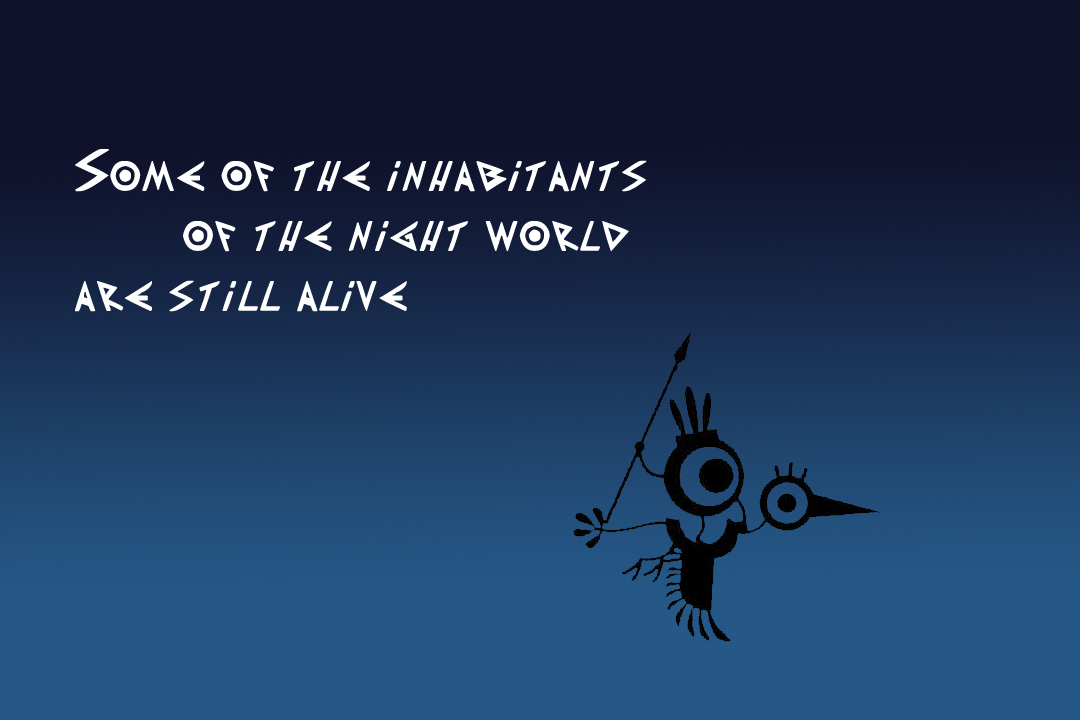 Some of the inhabitants
of the night world
are still alive